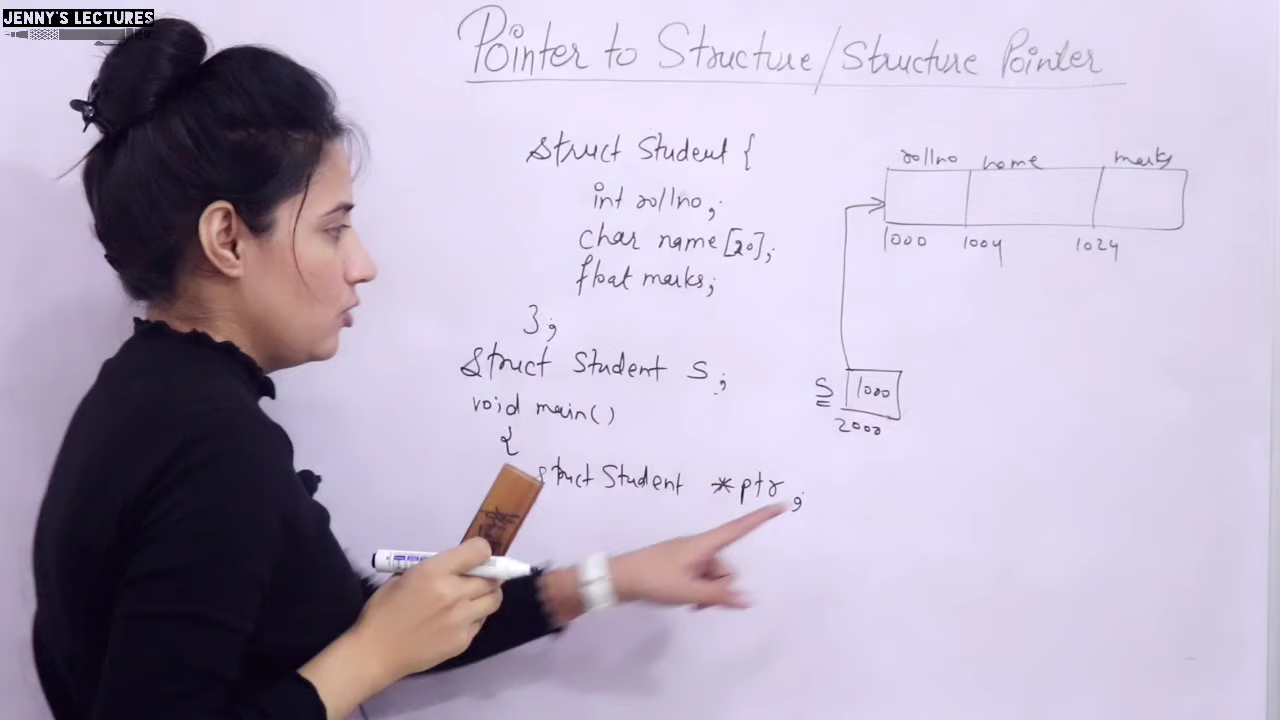 JENNY'S LECTURES
Pointer to Structure/Structure Pointer
struct Student {
int rollno;
char name[20];
float marks;
};
struct Student s;
void main()
{
struct Student *ptr;
rollno name marks
1000 1004 1024
s 1000
2000